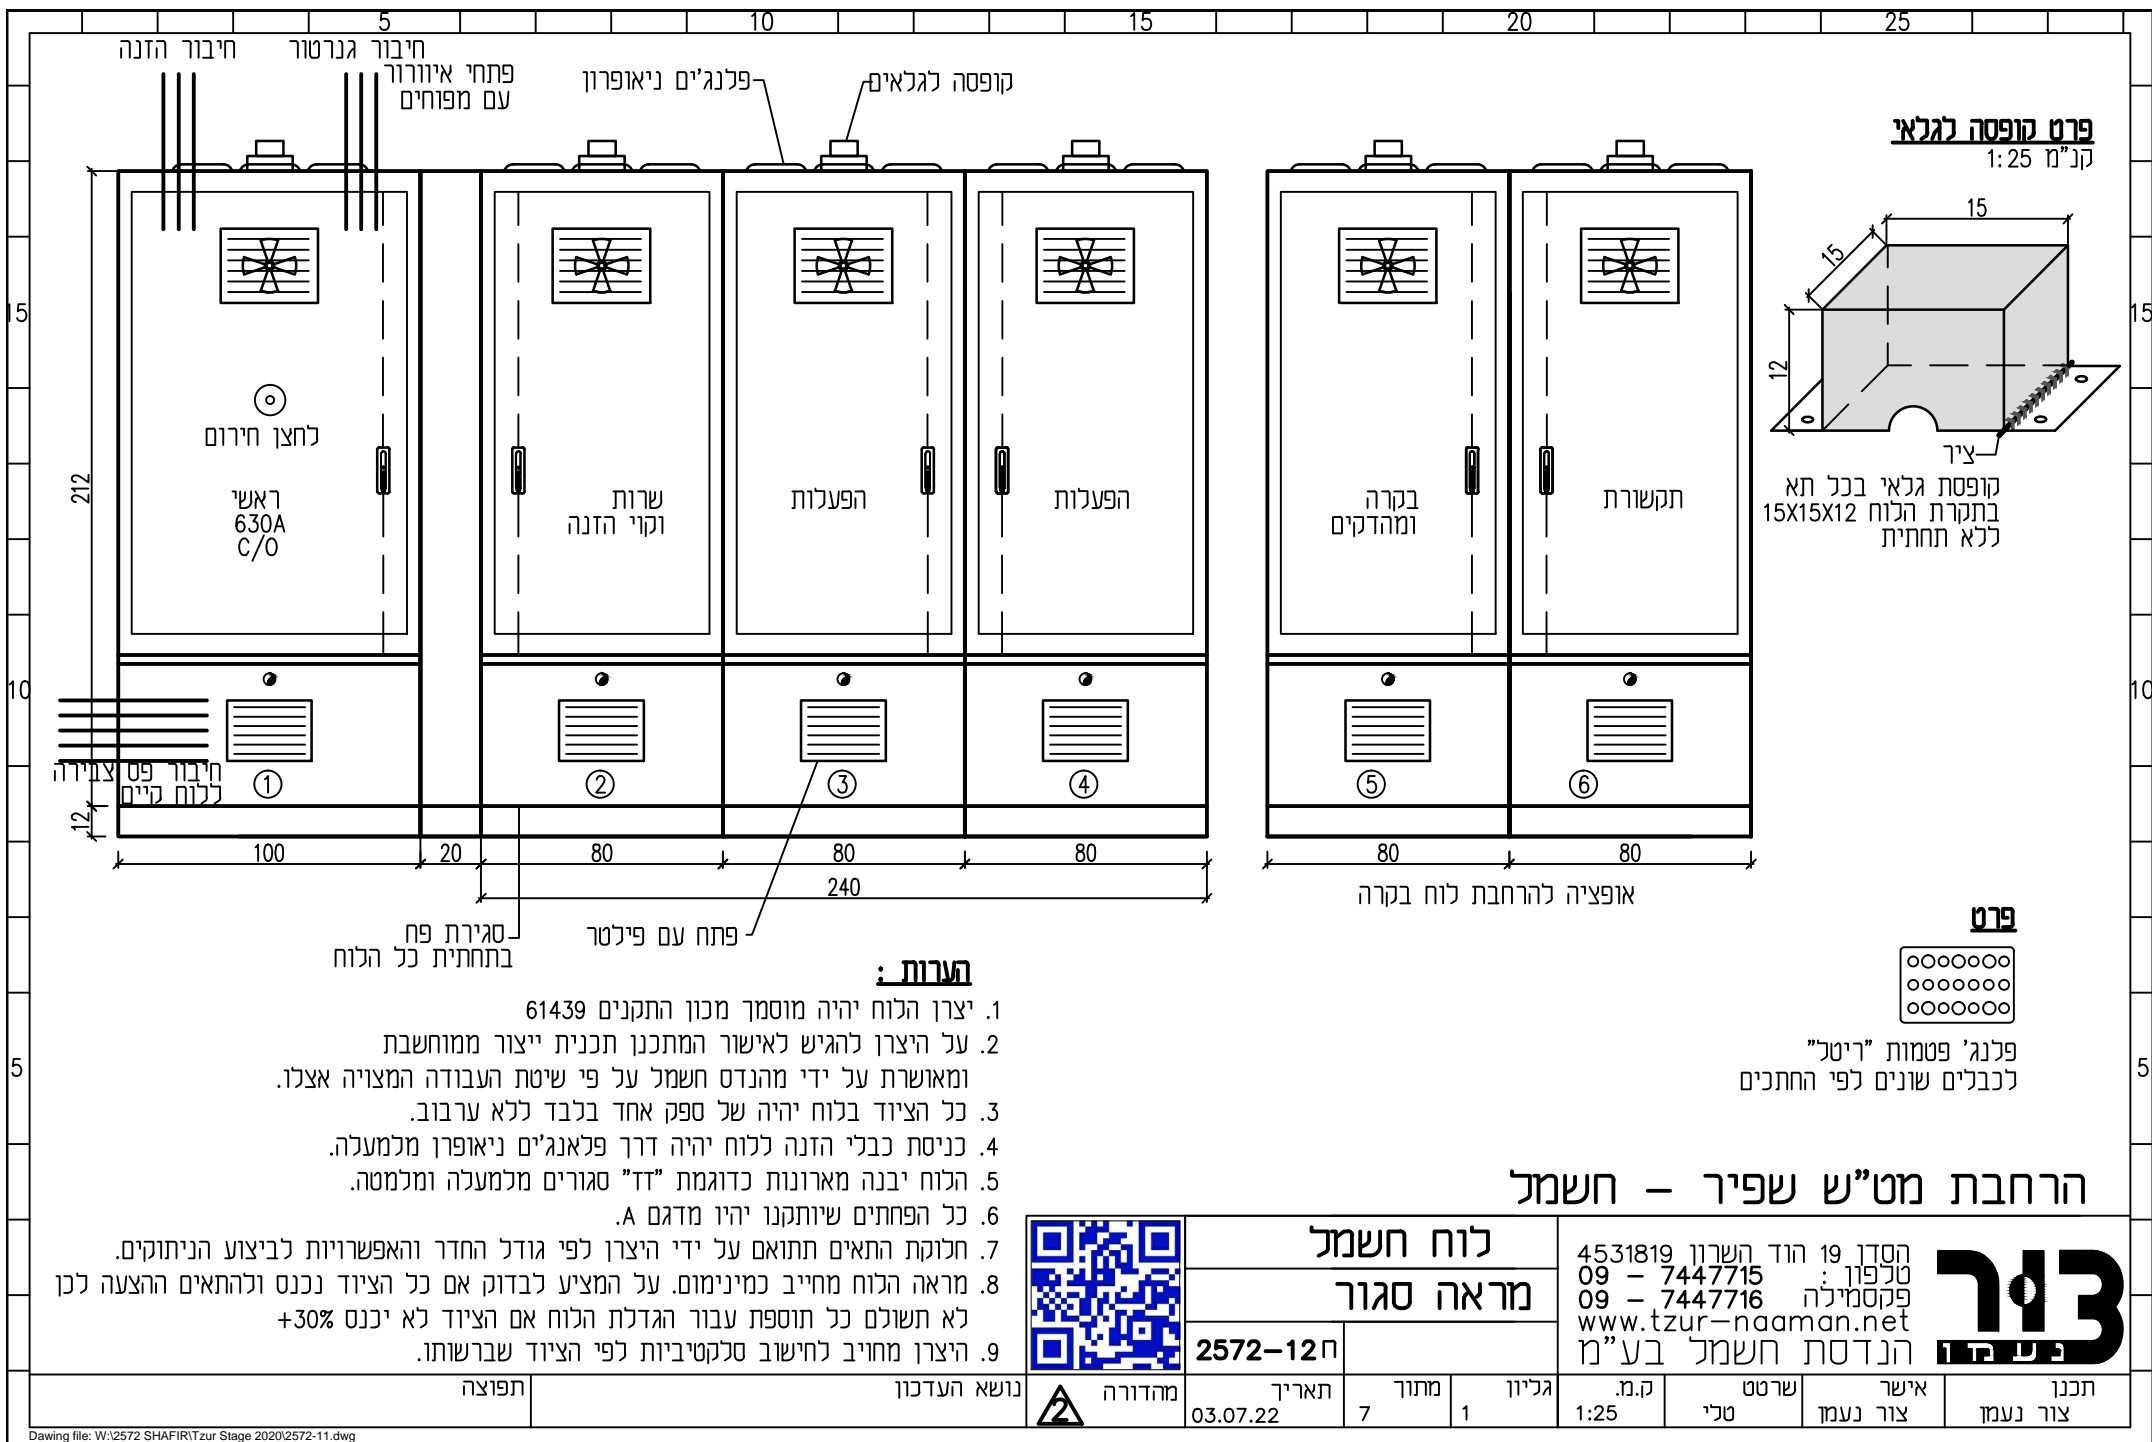 5 10 15 20 25
חיבור הזנה
חיבור גנרטור
פתחי איוורור
עם מפוחים
פלנג'ים ניאופרון
קופסה לגלאים
פרט קופסה לגלאי
קנ"מ 1:25
15
15
12
ציר
קופסת גלאי בכל תא
בתקרת הלוח 15X15X12
ללא תחתית
15
15
10
10
5
5
212
12
לחצן חירום
ראשי
630A
C/O
שרות
וקוי הזנה
הפעלות
הפעלות
בקרה
ומהדקים
תקשורת
חיבור פס צבירה
ללוח קיים
1 2 3 4 5 6
100 20 80 80 80 80 80
240
אופציה להרחבת לוח בקרה
סגירת פח
בתחתית כל הלוח
פתח עם פילטר
פרט
פלנג' פטמות "ריטל"
לכבלים שונים לפי החתכים
הערות :
1. יצרן הלוח יהיה מוסמך מכון התקנים 61439
2. על היצרן להגיש לאישור המתכנן תכנית ייצור ממוחשבת
ומאושרת על ידי מהנדס חשמל על פי שיטת העבודה המצויה אצלו.
3. כל הציוד בלוח יהיה של ספק אחד בלבד ללא ערבוב.
4. כניסת כבלי הזנה ללוח יהיה דרך פלאנג'ים ניאופרן מלמעלה.
5. הלוח יבנה מארונות כדוגמת "דד" סגורים מלמעלה ומלמטה.
6. כל הפחתים שיותקנו יהיו מדגם A.
7. חלוקת התאים תתואם על ידי היצרן לפי גודל החדר והאפשרויות לביצוע הניתוקים.
8. מראה הלוח מחייב כמינימום. על המציע לבדוק אם כל הציוד נכנס ולהתאים ההצעה לכן
לא תשולם כל תוספת עבור הגדלת הלוח אם הציוד לא יכנס 30%+
9. היצרן מחויב לחישוב סלקטיביות לפי הציוד שברשותו.
הרחבת מט"ש שפיר - חשמל
לוח חשמל
מראה סגור
ח 2572-12
הסדן 19 הוד השרון 4531819
טלפון : 09 - 7447715
פקסמילה 09 - 7447716
www.tzur-naaman.net
הנדסת חשמל בע"מ
צור
נעמן
תכנן
צור נעמן
אישר
צור נעמן
שרטט
טלי
ק.מ.
1:25
גליון
1
מתוך
7
תאריך
03.07.22
מהדורה
2
נושא העדכון
תפוצה
Dawing file: W:\2572 SHAFIR\Tzur Stage 2020\2572-11.dwg